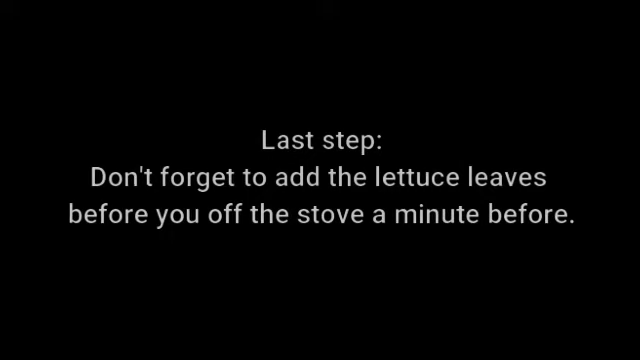 Last step:
Don't forget to add the lettuce leaves
before you off the stove a minute before.